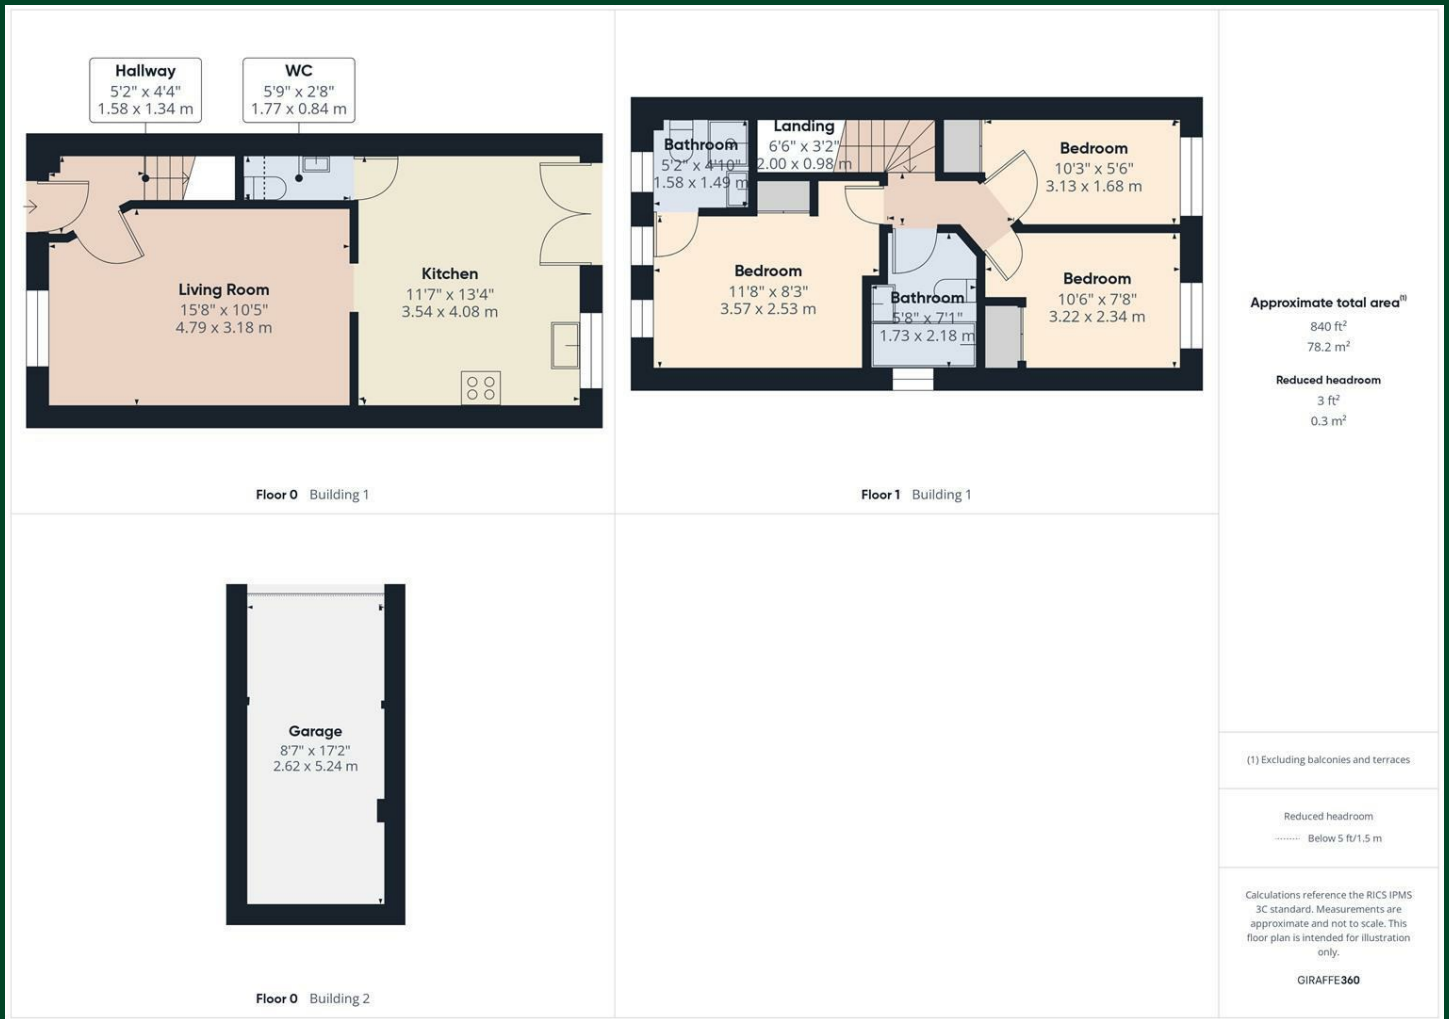 Hallway
5'2" x 4'4"
1.58 x 1.34 m
WC
5'9" x 2'8"
1.77 x 0.84 m
Living Room
15'8" x 10'5"
4.79 x 3.18 m
Kitchen
11'7" x 13'4"
3.54 x 4.08 m
Floor 0 Building 1
Bathroom
5'2" x 4'10"
1.58 x 1.49 m
Landing
6'6" x 3'2"
2.00 x 0.98 m
Bedroom
10'3" x 5'6"
3.13 x 1.68 m
Bedroom
11'8" x 8'3"
3.57 x 2.53 m
Bathroom
5'8" x 7'1"
1.73 x 2.18 m
Bedroom
10'6" x 7'8"
3.22 x 2.34 m
Floor 1 Building 1
Garage
8'7" x 17'2"
2.62 x 5.24 m
Floor 0 Building 2
Approximate total area(1)
840 ft²
78.2 m²
Reduced headroom
3 ft²
0.3 m²
(1) Excluding balconies and terraces
Reduced headroom
Below 5 ft/1.5 m
Calculations reference the RICS IPMS
3C standard. Measurements are
approximate and not to scale. This
floor plan is intended for illustration
only.
GIRAFFE360